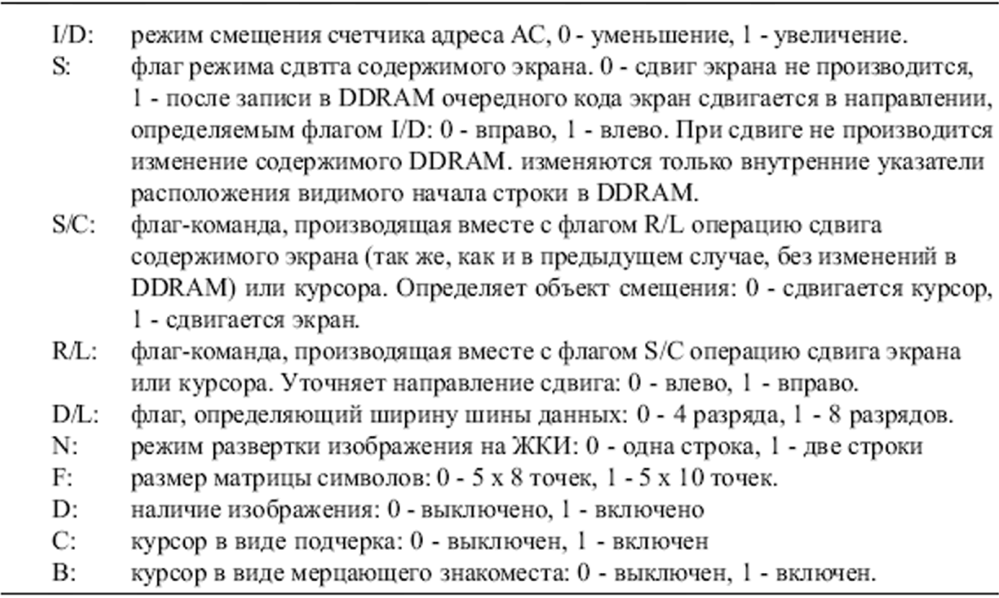 I/D: режим смещения счетчика адреса АС, 0 - уменьшение, 1 - увеличение.
S: флаг режима сдвтга содержимого экрана. 0 - сдвиг экрана не производится,
1 - после записи в DDRAM очередного кода экран сдвигается в направлении,
определяемым флагом I/D: 0 - вправо, 1 - влево. При сдвиге не производится
изменение содержимого DDRAM. изменяются только внутренние указатели
расположения видимого начала строки в DDRAM.
S/C: флаг-команда, производящая вместе с флагом R/L операцию сдвига
содержимого экрана (так же, как и в предыдущем случае, без изменений в
DDRAM) или курсора. Определяет объект смещения: 0 - сдвигается курсор,
1 - сдвигается экран.
R/L: флаг-команда, производящая вместе с флагом S/C операцию сдвига экрана
или курсора. Уточняет направление сдвига: 0 - влево, 1 - вправо.
D/L: флаг, определяющий ширину шины данных: 0 - 4 разряда, 1 - 8 разрядов.
N: режим развертки изображения на ЖКИ: 0 - одна строка, 1 - две строки
F: размер матрицы символов: 0 - 5 x 8 точек, 1 - 5 x 10 точек.
D: наличие изображения: 0 - выключено, 1 - включено
C: курсор в виде подчерка: 0 - выключен, 1 - включен
B: курсор в виде мерцающего знакоместа: 0 - выключен, 1 - включен.